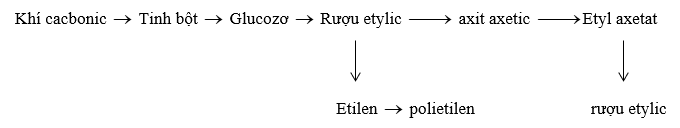 Khí cacbonic → Tinh bột → Glucozơ → Rượu etylic → axit axetic → Etyl axetat
Etilen → polietilen rượu etylic